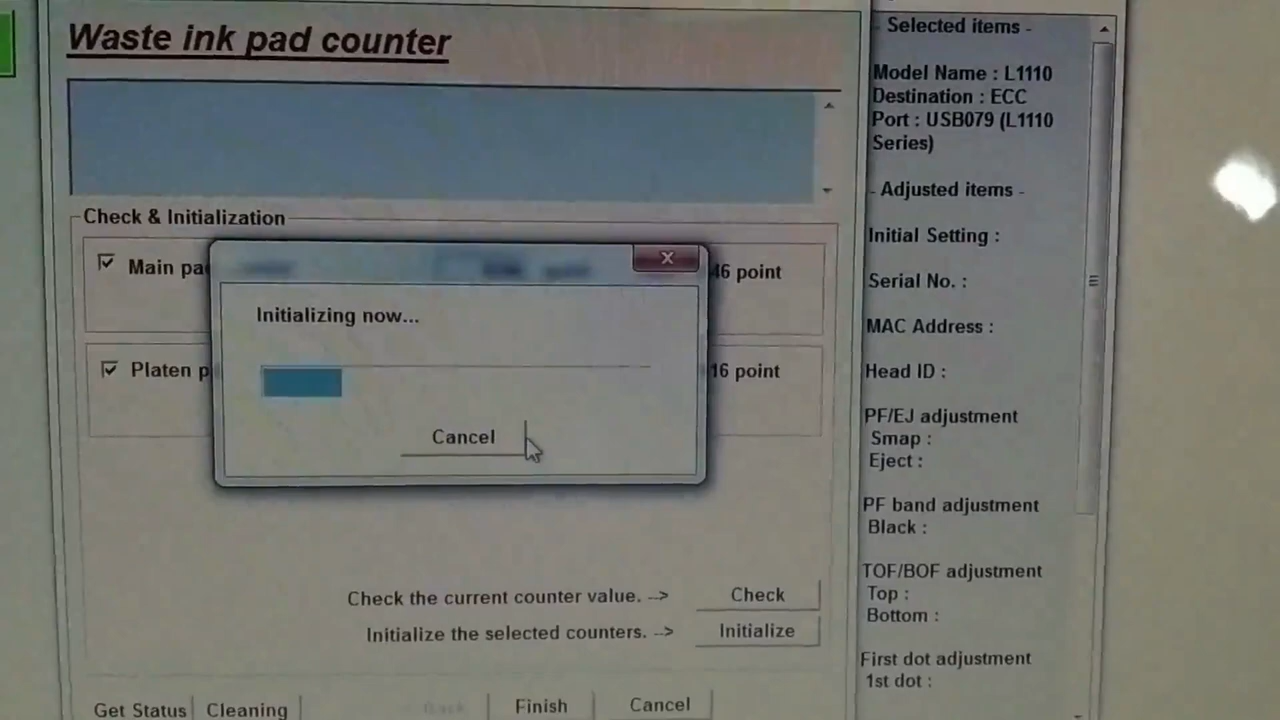 Waste ink pad counter
Check & Initialization
Main pa
46 point
Initializing now...
Platen p
16 point
Cancel
Check the current counter value. -->
Check
Initialize the selected counters. -->
Initialize
Get Status
Cleaning
Finish
Cancel
- Selected items -
Model Name : L1110
Destination : ECC
Port : USB079 (L1110
Series)
- Adjusted items -
Initial Setting :
Serial No. :
MAC Address :
Head ID :
PF/EJ adjustment
Smap :
Eject :
PF band adjustment
Black :
TOF/BOF adjustment
Top :
Bottom :
First dot adjustment
1st dot :